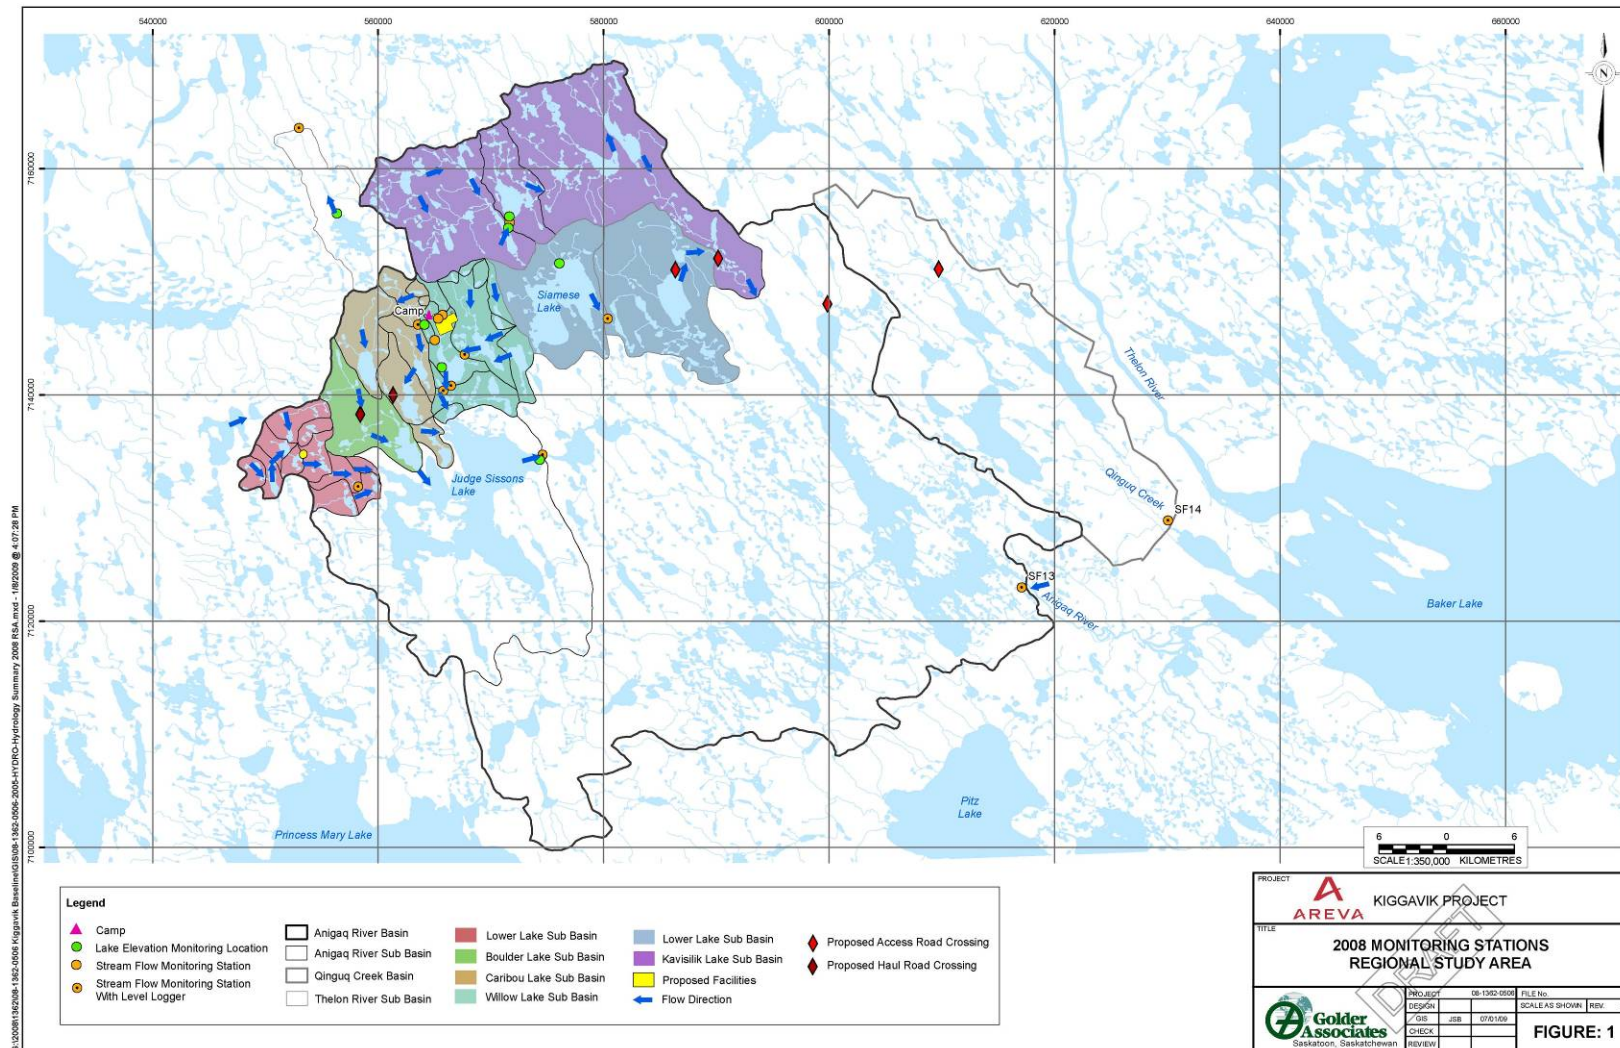 540000
560000
580000
600000
620000
640000
660000
N
7160000
7140000
7120000
7100000
Siamese
Lake
Camp
Thelon River
Judge Sissons
Lake
Qinguq Creek
SF14
SF13
Anigaq River
Baker Lake
Pitz
Lake
Princess Mary Lake
6 0 6
SCALE 1:350,000 KILOMETRES
Legend
Camp
Lake Elevation Monitoring Location
Stream Flow Monitoring Station
Stream Flow Monitoring Station
With Level Logger
Anigaq River Basin
Anigaq River Sub Basin
Qinguq Creek Basin
Thelon River Sub Basin
Lower Lake Sub Basin
Boulder Lake Sub Basin
Caribou Lake Sub Basin
Willow Lake Sub Basin
Lower Lake Sub Basin
Kavisilik Lake Sub Basin
Proposed Facilities
Flow Direction
Proposed Access Road Crossing
Proposed Haul Road Crossing
PROJECT
AREVA
KIGGAVIK PROJECT
TITLE
2008 MONITORING STATIONS
REGIONAL STUDY AREA
DRAFT
Golder
Associates
Saskatoon, Saskatchewan
PROJECT 08-1362-0506 FILE No.
DESIGN SCALE AS SHOWN REV.
GIS JSB 07/01/09
CHECK
REVIEW
FIGURE: 1